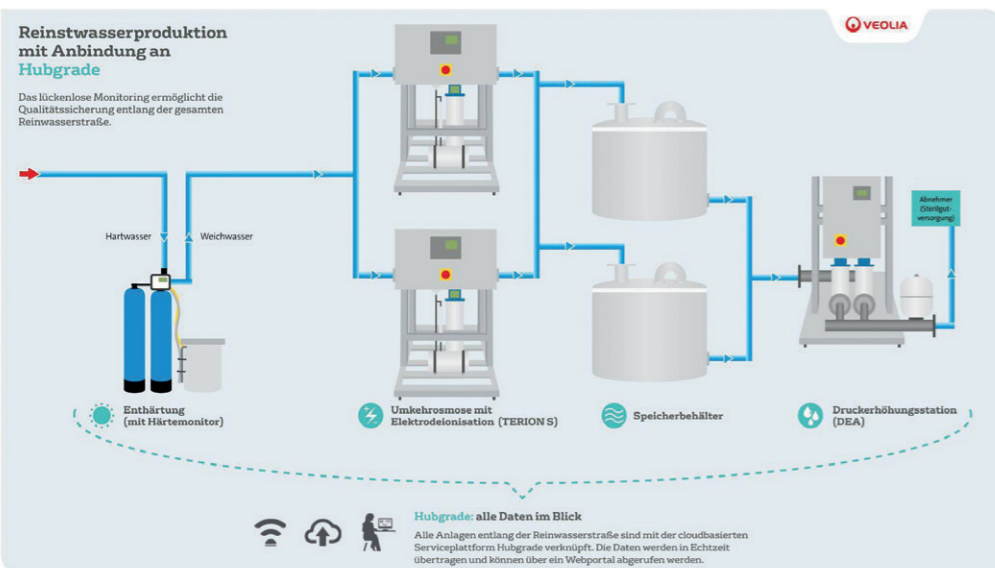 Reinstwasserproduktion
mit Anbindung an
Hubgrade
Das lückenlose Monitoring ermöglicht die
Qualitätssicherung entlang der gesamten
Reinwasserstraße.
VEOLIA
Hartwasser
Weichwasser
Abnehmer
(Sterilgut-
versorgung)
Enthärtung
(mit Härtemonitor)
Umkehrosmose mit
Elektrodeionisation (TERION S)
Speicherbehälter
Druckerhöhungsstation
(DEA)
Hubgrade: alle Daten im Blick
Alle Anlagen entlang der Reinwasserstraße sind mit der cloudbasierten
Serviceplattform Hubgrade verknüpft. Die Daten werden in Echtzeit
übertragen und können über ein Webportal abgerufen werden.